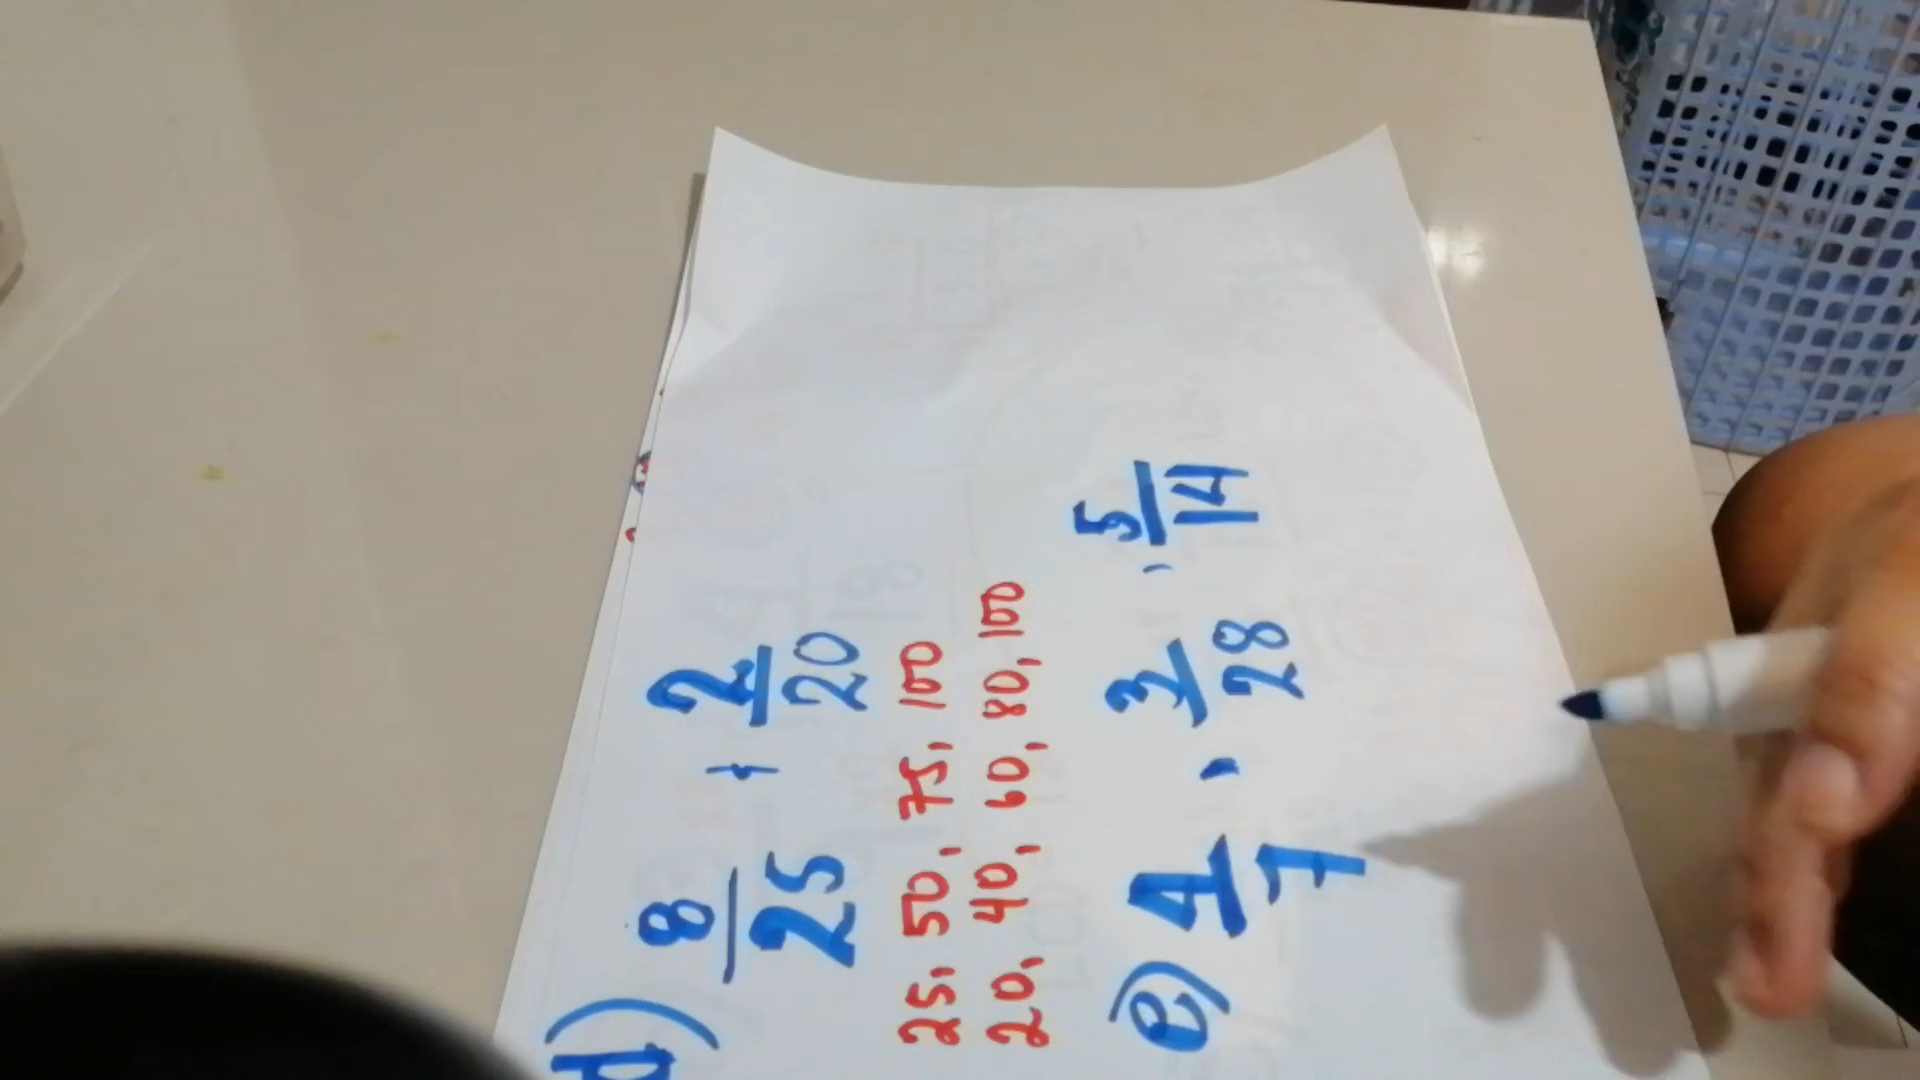 d) 8/25 , 2/20
25, 50, 75, 100
20, 40, 60, 80, 100
e) 4/7 , 3/28 , 5/14